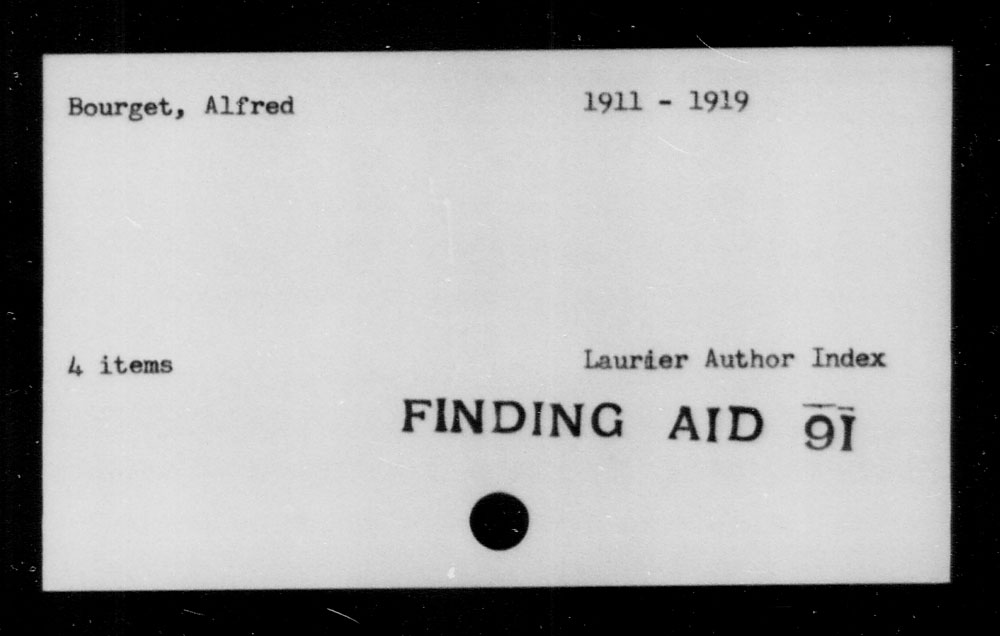 Bourget, Alfred 1911 - 1919
4 items Laurier Author Index
FINDING AID 91